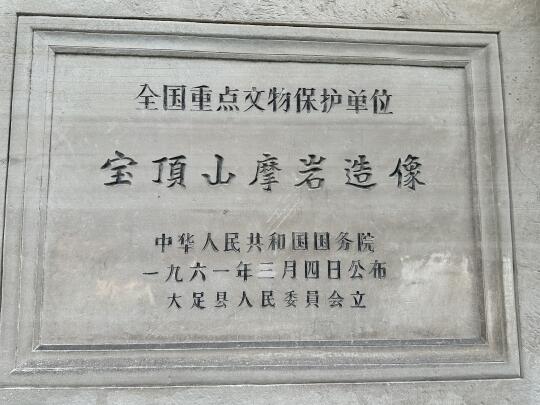 全国重点文物保护单位
宝頂山摩岩造像
中华人民共和国国务院
一九六一年三月四日公布
大足县人民委員会立